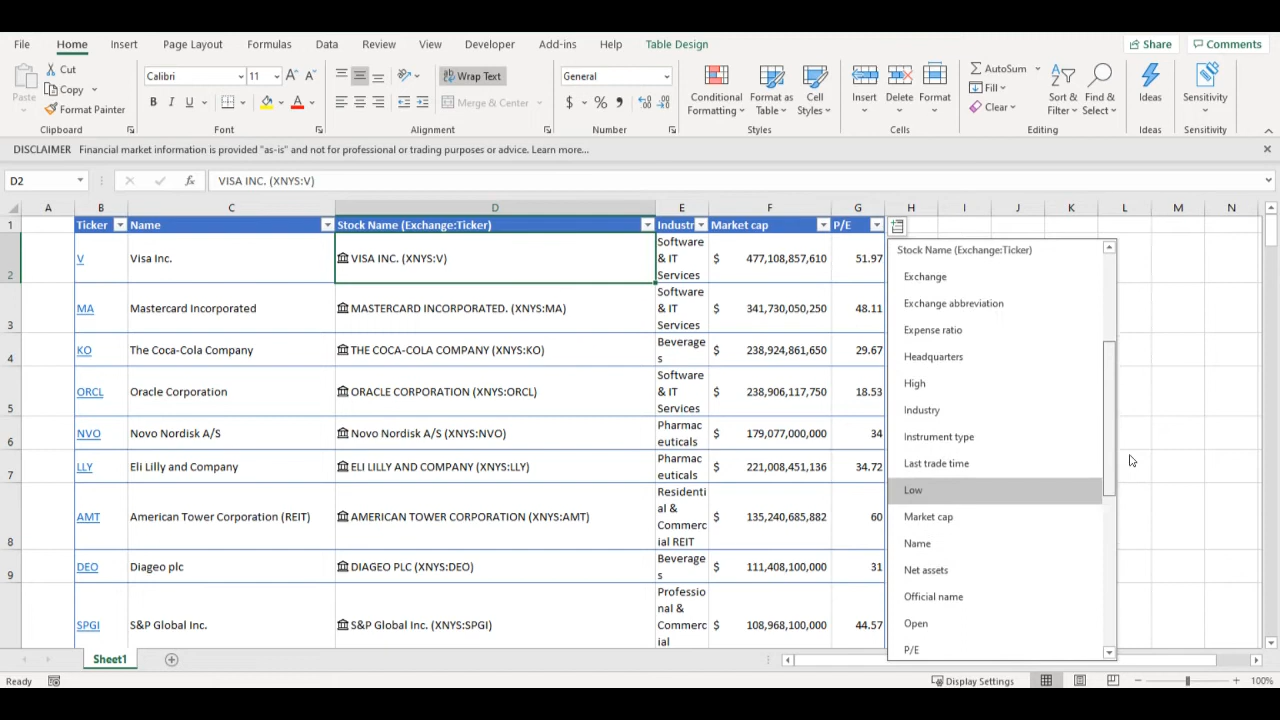 File Home Insert Page Layout Formulas Data Review View Developer Add-ins Help Table Design Share Comments
Paste Cut Copy Format Painter
Clipboard
Calibri 11 A A
B I U A
Font
Wrap Text
Merge & Center
Alignment
General
$ % ,
Number
Conditional Formatting Format as Table Cell Styles
Styles
Insert Delete Format
Cells
AutoSum Fill Clear Sort & Filter Find & Select
Editing
Ideas
Ideas
Sensitivity
Sensitivity
DISCLAIMER Financial market information is provided "as-is" and not for professional or trading purposes or advice. Learn more...
D2 fx VISA INC. (XNYS:V)
A B C D E F G H I J K L M N
1 Ticker Name Stock Name (Exchange:Ticker) Industr Market cap P/E
2 V Visa Inc. VISA INC. (XNYS:V) Software & IT Services $ 477,108,857,610 51.97
3 MA Mastercard Incorporated MASTERCARD INCORPORATED. (XNYS:MA) Software & IT Services $ 341,730,050,250 48.11
4 KO The Coca-Cola Company THE COCA-COLA COMPANY (XNYS:KO) Beverages $ 238,924,861,650 29.67
5 ORCL Oracle Corporation ORACLE CORPORATION (XNYS:ORCL) Software & IT Services $ 238,906,117,750 18.53
6 NVO Novo Nordisk A/S Novo Nordisk A/S (XNYS:NVO) Pharmaceuticals $ 179,077,000,000 34
7 LLY Eli Lilly and Company ELI LILLY AND COMPANY (XNYS:LLY) Pharmaceuticals $ 221,008,451,136 34.72
8 AMT American Tower Corporation (REIT) AMERICAN TOWER CORPORATION (XNYS:AMT) Residential & Commercial REIT $ 135,240,685,882 60
9 DEO Diageo plc DIAGEO PLC (XNYS:DEO) Beverages $ 111,408,100,000 31
SPGI S&P Global Inc. S&P Global Inc. (XNYS:SPGI) Professional & Commercial $ 108,968,100,000 44.57
Stock Name (Exchange:Ticker)
Exchange
Exchange abbreviation
Expense ratio
Headquarters
High
Industry
Instrument type
Last trade time
Low
Market cap
Name
Net assets
Official name
Open
P/E
Sheet1
Ready Display Settings 100%